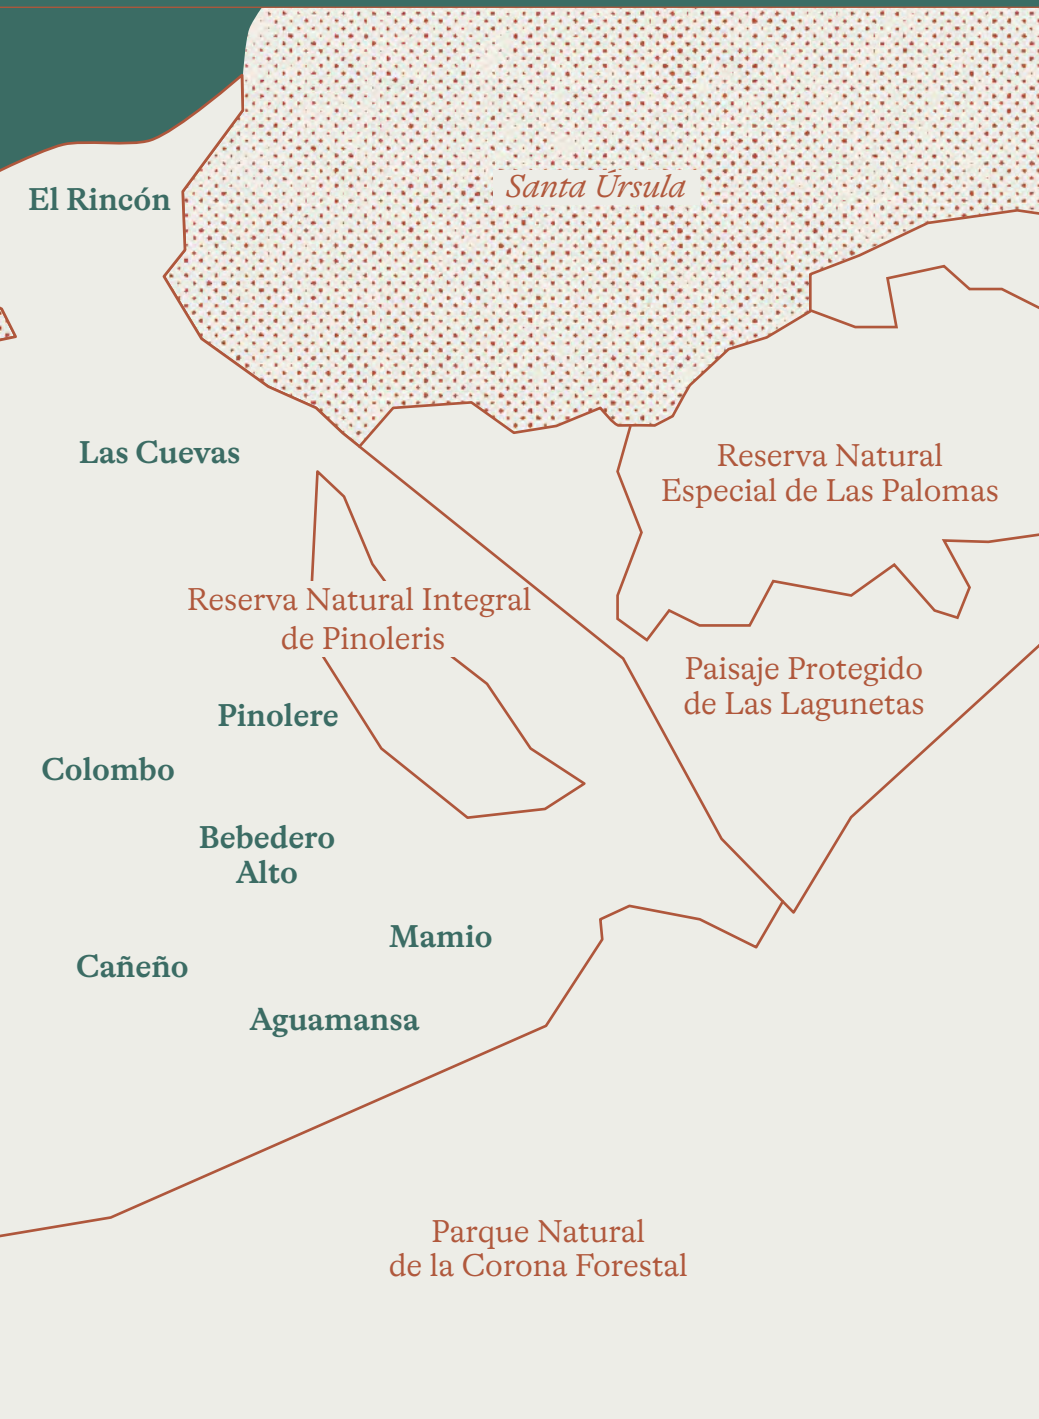 Santa Úrsula
El Rincón
Las Cuevas
Reserva Natural
Especial de Las Palomas
Reserva Natural Integral
de Pinoleris
Paisaje Protegido
de Las Lagunetas
Pinolere
Colombo
Bebedero
Alto
Mamio
Cañeño
Aguamansa
Parque Natural
de la Corona Forestal